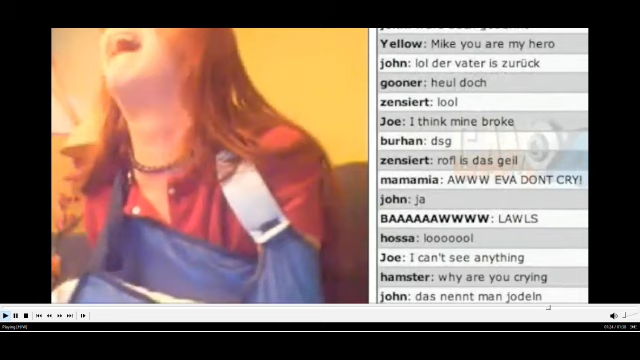 Yellow: Mike you are my hero
john: lol der vater is zurück
gooner: heul doch
zensiert: lool
Joe: I think mine broke
burhan: dsg
zensiert: rofl is das geil
mamamia: AWWW EVA DONT CRY!
john: ja
BAAAAAAWWWW: LAWLS
hossa: looooool
Joe: I can't see anything
hamster: why are you crying
john: das nennt man jodeln